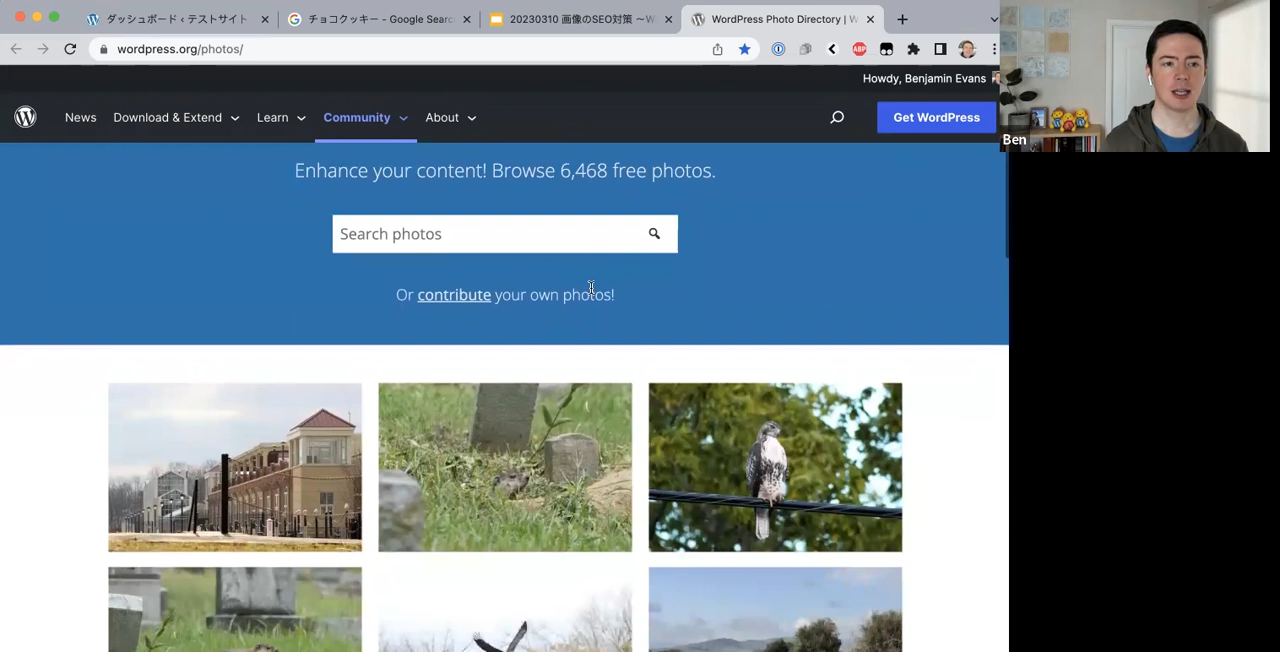 ダッシュボード ‹ テストサイト
チョコクッキー - Google Searc
20230310 画像のSEO対策 〜W
WordPress Photo Directory | W
wordpress.org/photos/
ABP
Howdy, Benjamin Evans
News
Download & Extend
Learn
Community
About
Get WordPress
Ben
Enhance your content! Browse 6,468 free photos.
Search photos
Or contribute your own photos!